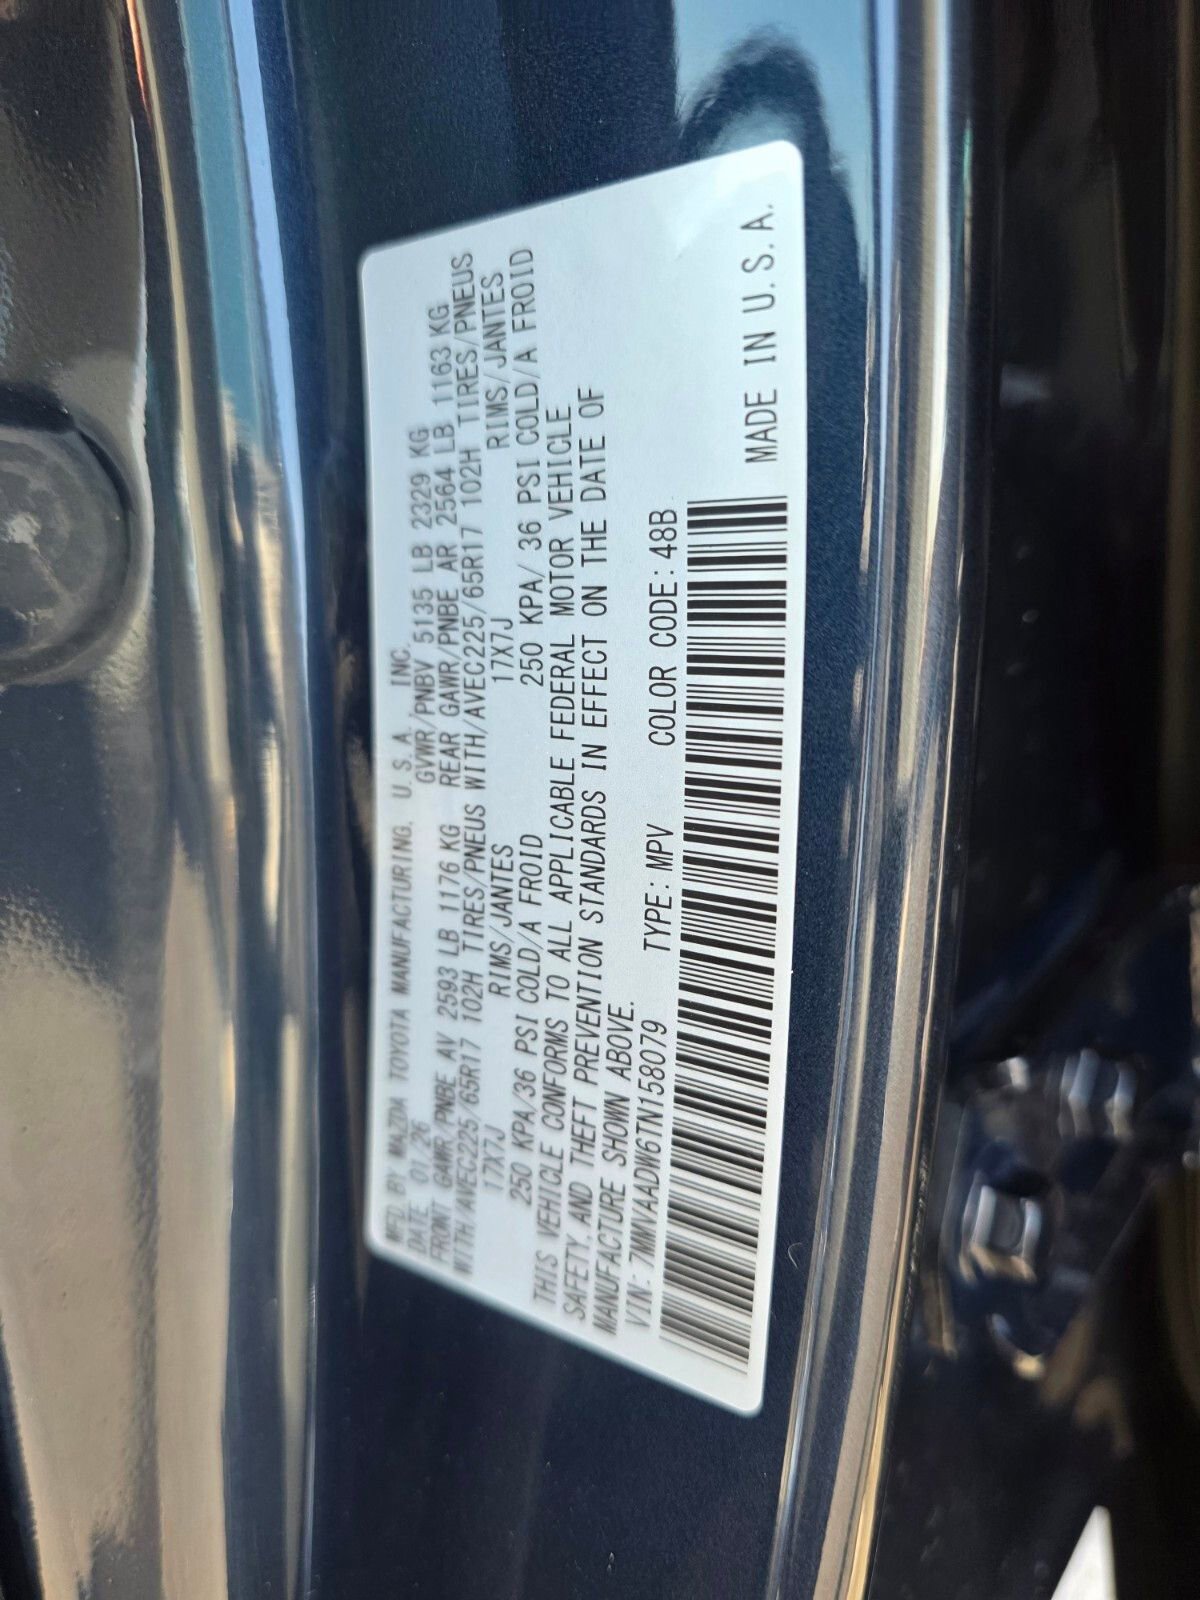 MFD. BY MAZDA TOYOTA MANUFACTURING, U.S.A., INC.
DATE 01/26 GVWR/PNBV 5135 LB 2329 KG
FRONT GAWR/PNBE AV 2593 LB 1176 KG REAR GAWR/PNBE AR 2564 LB 1163 KG
WITH/AVEC225/65R17 102H TIRES/PNEUS WITH/AVEC225/65R17 102H TIRES/PNEUS
17X7J RIMS/JANTES 17X7J RIMS/JANTES
250 KPA/36 PSI COLD/A FROID 250 KPA/ 36 PSI COLD/A FROID
THIS VEHICLE CONFORMS TO ALL APPLICABLE FEDERAL MOTOR VEHICLE
SAFETY, AND THEFT PREVENTION STANDARDS IN EFFECT ON THE DATE OF
MANUFACTURE SHOWN ABOVE.
VIN: 7MMVAADW6TN158079 TYPE: MPV COLOR CODE: 48B
MADE IN U.S.A.